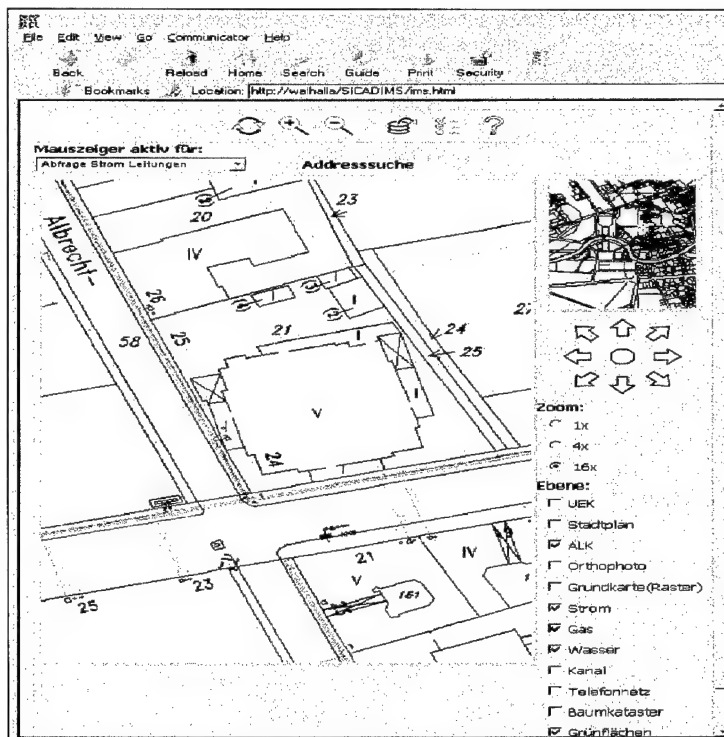 File Edit View Go Communicator Help
Back Reload Home Search Guide Print Security
Bookmarks Location: http://walhalla/SICADIMS/ims.html
Mauszeiger aktiv für:
Abfrage Strom Leitungen
Addresssuche
Albrecht-
20
23
IV
26
58
25
21
(4)
(3)
24
25
V
24
21
IV
V
151
25
23
Zoom:
1x
4x
16x
Ebene:
UEK
Stadtplan
ALK
Orthophoto
Grundkarte(Raster)
Strom
Gas
Wasser
Kanal
Telefonnetz
Baumkataster
Grünflächen